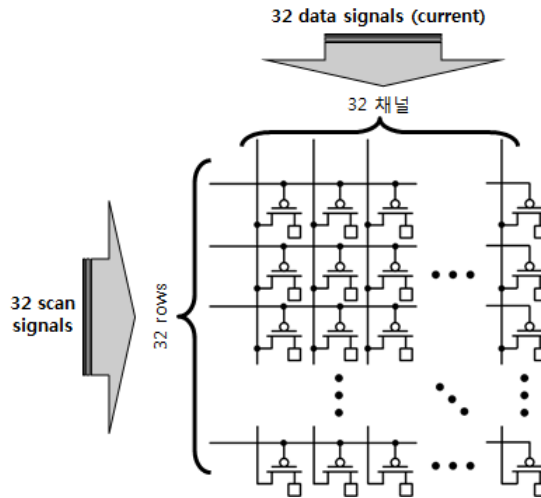 32 data signals (current)
32 채널
32 scan
signals
32 rows